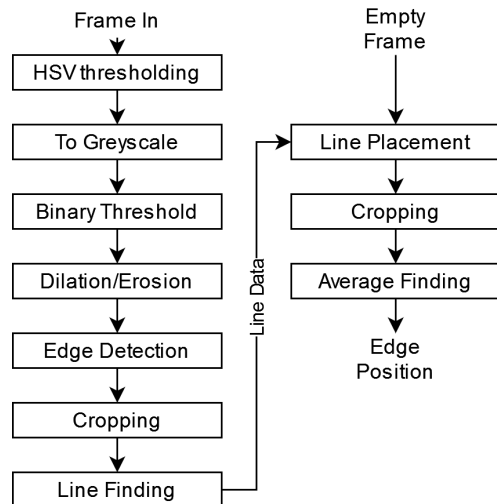 Frame In
HSV thresholding
To Greyscale
Binary Threshold
Dilation/Erosion
Edge Detection
Cropping
Line Finding
Line Data
Empty
Frame
Line Placement
Cropping
Average Finding
Edge
Position